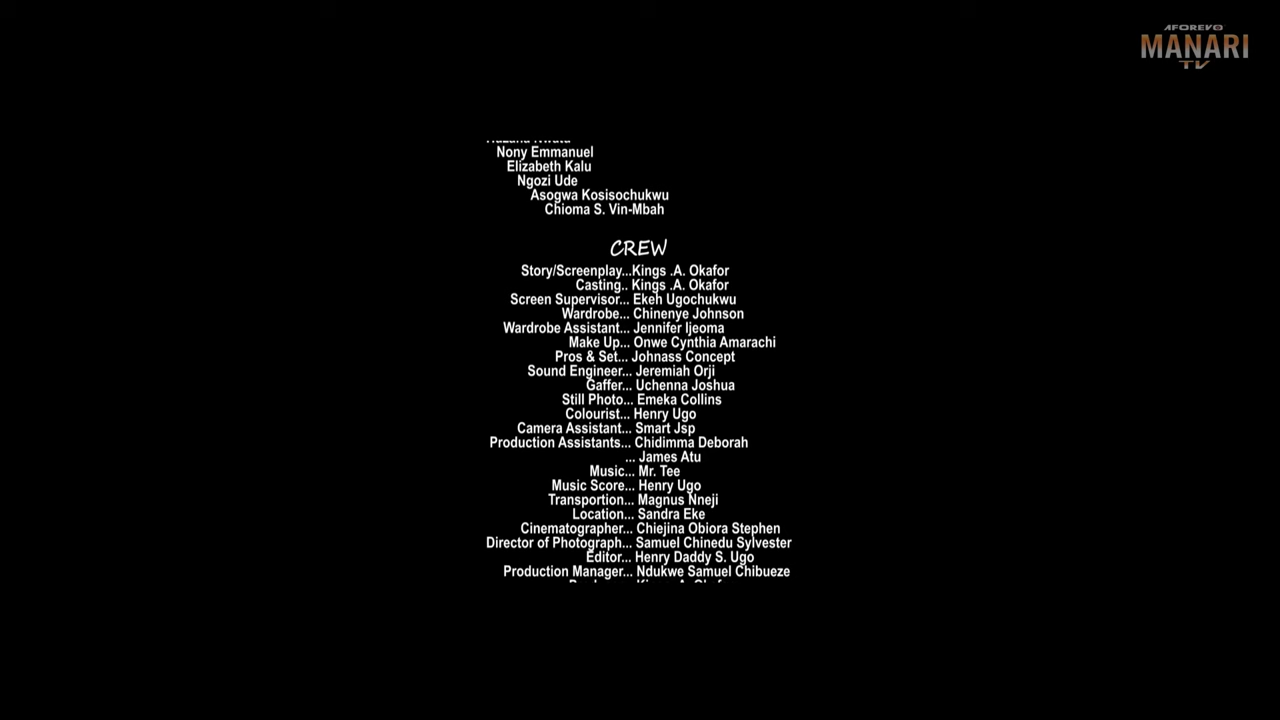 AFOREVO
MANARI
TV
Nony Emmanuel
Elizabeth Kalu
Ngozi Ude
Asogwa Kosisochukwu
Chioma S. Vin-Mbah
CREW
Story/Screenplay...Kings .A. Okafor
Casting.. Kings .A. Okafor
Screen Supervisor... Ekeh Ugochukwu
Wardrobe... Chinenye Johnson
Wardrobe Assistant... Jennifer Ijeoma
Make Up... Onwe Cynthia Amarachi
Pros & Set... Johnass Concept
Sound Engineer... Jeremiah Orji
Gaffer... Uchenna Joshua
Still Photo... Emeka Collins
Colourist... Henry Ugo
Camera Assistant... Smart Jsp
Production Assistants... Chidimma Deborah
... James Atu
Music... Mr. Tee
Music Score... Henry Ugo
Transportion... Magnus Nneji
Location... Sandra Eke
Cinematographer... Chiejina Obiora Stephen
Director of Photograph... Samuel Chinedu Sylvester
Editor... Henry Daddy S. Ugo
Production Manager... Ndukwe Samuel Chibueze